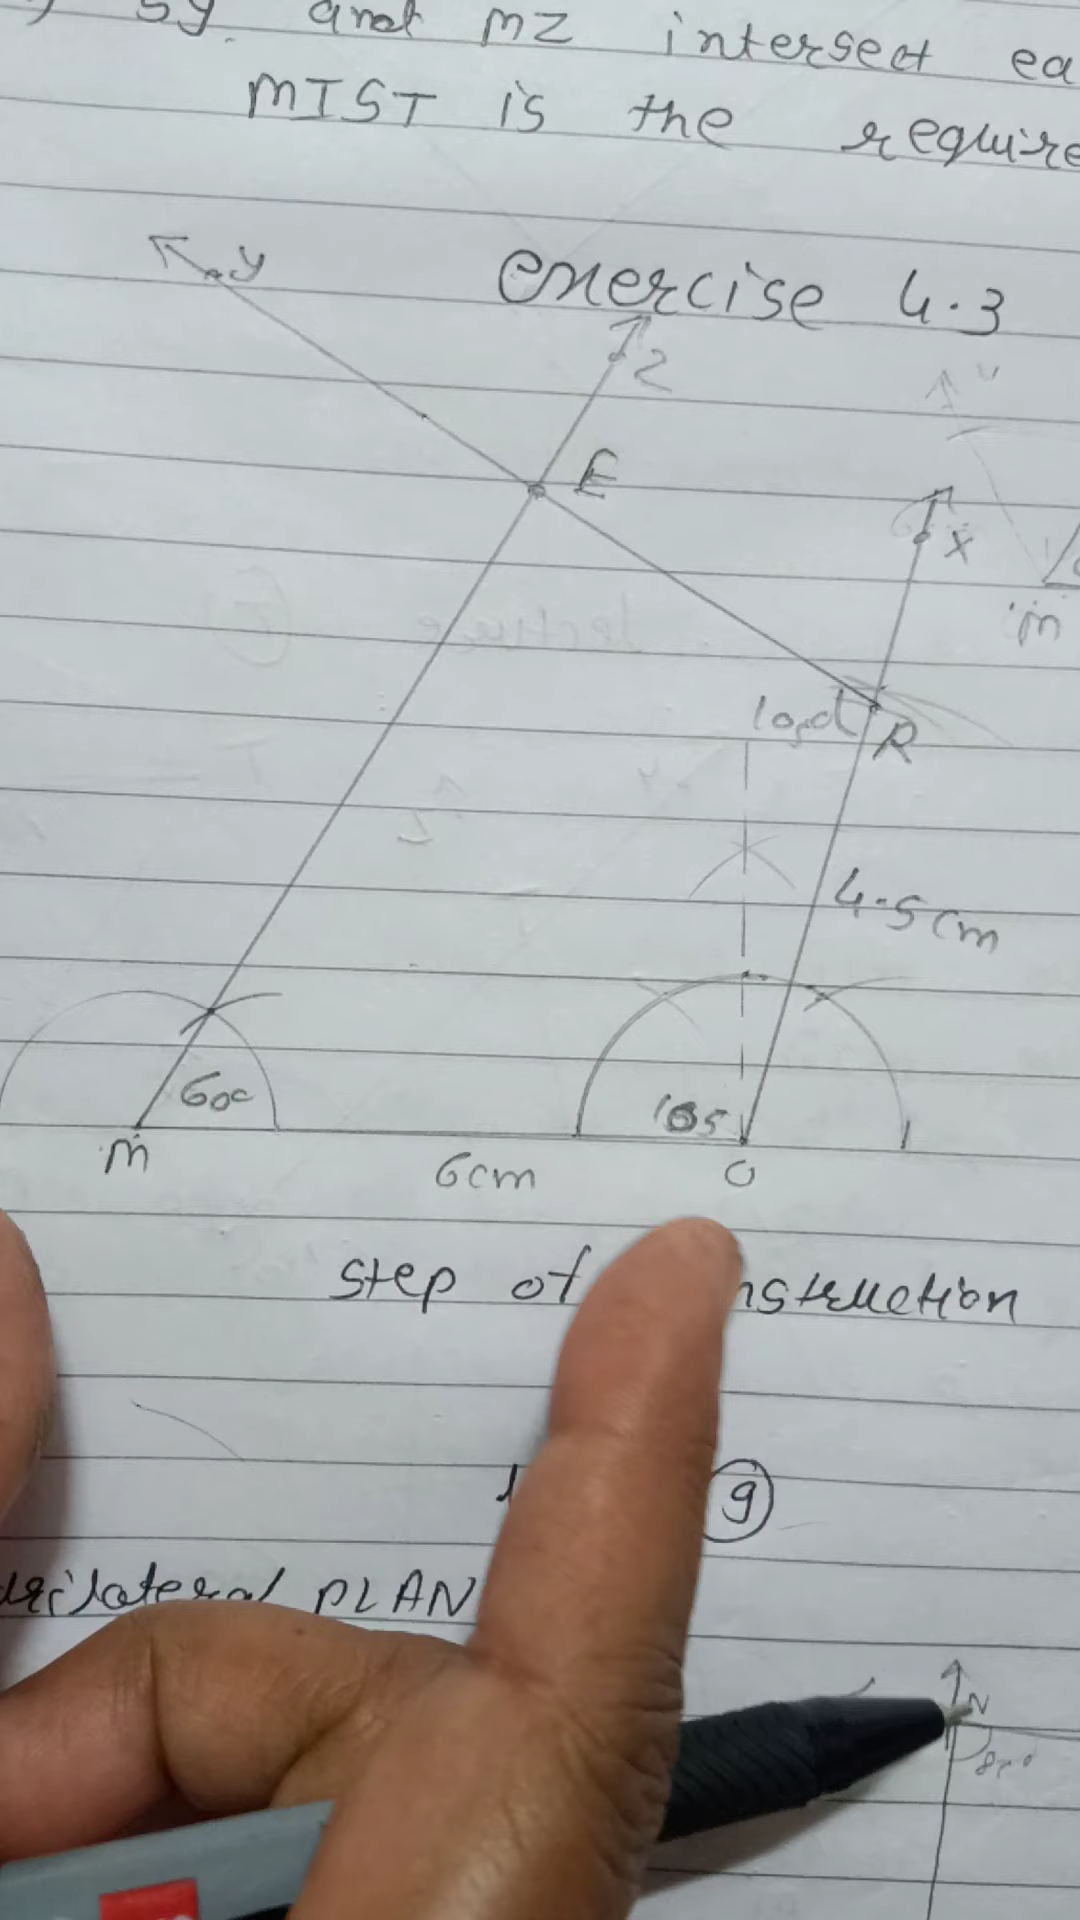 sy and mz intersect ea
MIST is the require
exercise 4.3
y
Z
E
X
m
R
4.5cm
60°
105
M
6cm
O
step of
nstruction
9
PLAN
N